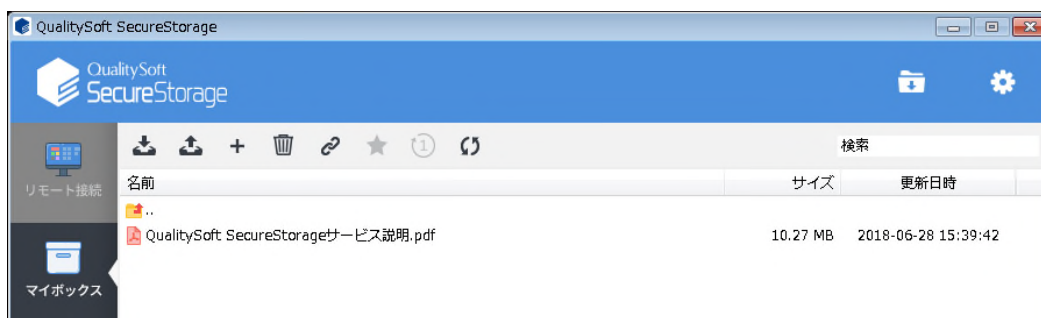 QualitySoft SecureStorage
QualitySoft
SecureStorage
検索
リモート接続
名前 サイズ 更新日時
..
QualitySoft SecureStorageサービス説明.pdf 10.27 MB 2018-06-28 15:39:42
マイボックス